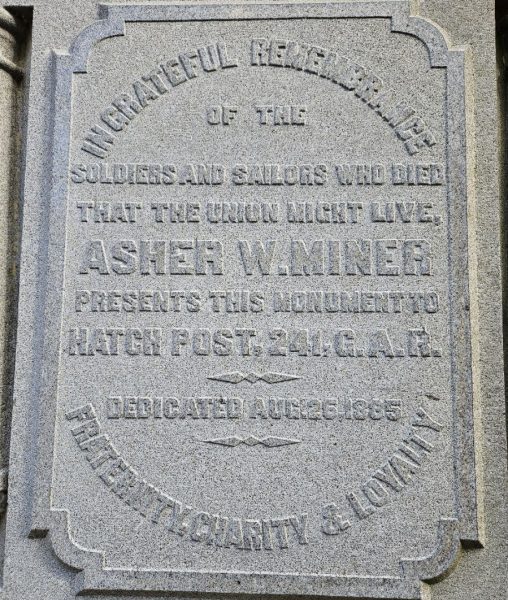 IN GRATEFUL REMEMBRANCE
OF THE
SOLDIERS AND SAILORS WHO DIED
THAT THE UNION MIGHT LIVE,
ASHER W. MINER
PRESENTS THIS MONUMENT TO
HATCH POST, 241, G. A. R.
DEDICATED AUG. 26, 1885
FRATERNITY, CHARITY & LOYALTY